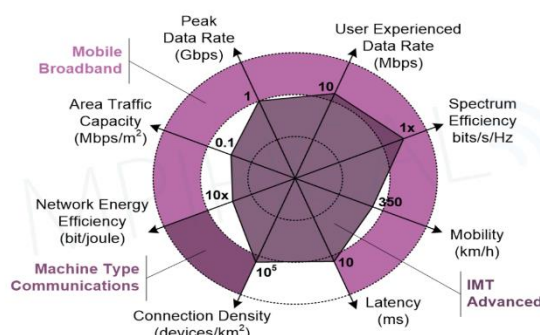 Peak
Data Rate
(Gbps)
User Experienced
Data Rate
(Mbps)
Mobile
Broadband
1
10
Area Traffic
Capacity
(Mbps/m²)
0.1
1x
Spectrum
Efficiency
bits/s/Hz
Network Energy
Efficiency
(bit/joule)
10x
350
Mobility
(km/h)
Machine Type
Communications
10⁵
10
IMT
Advanced
Connection Density
(devices/km²)
Latency
(ms)